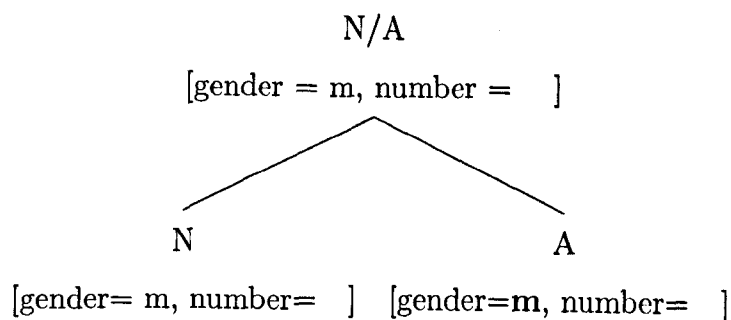 N/A
[gender = m, number = ]
N A
[gender= m, number= ] [gender=m, number= ]